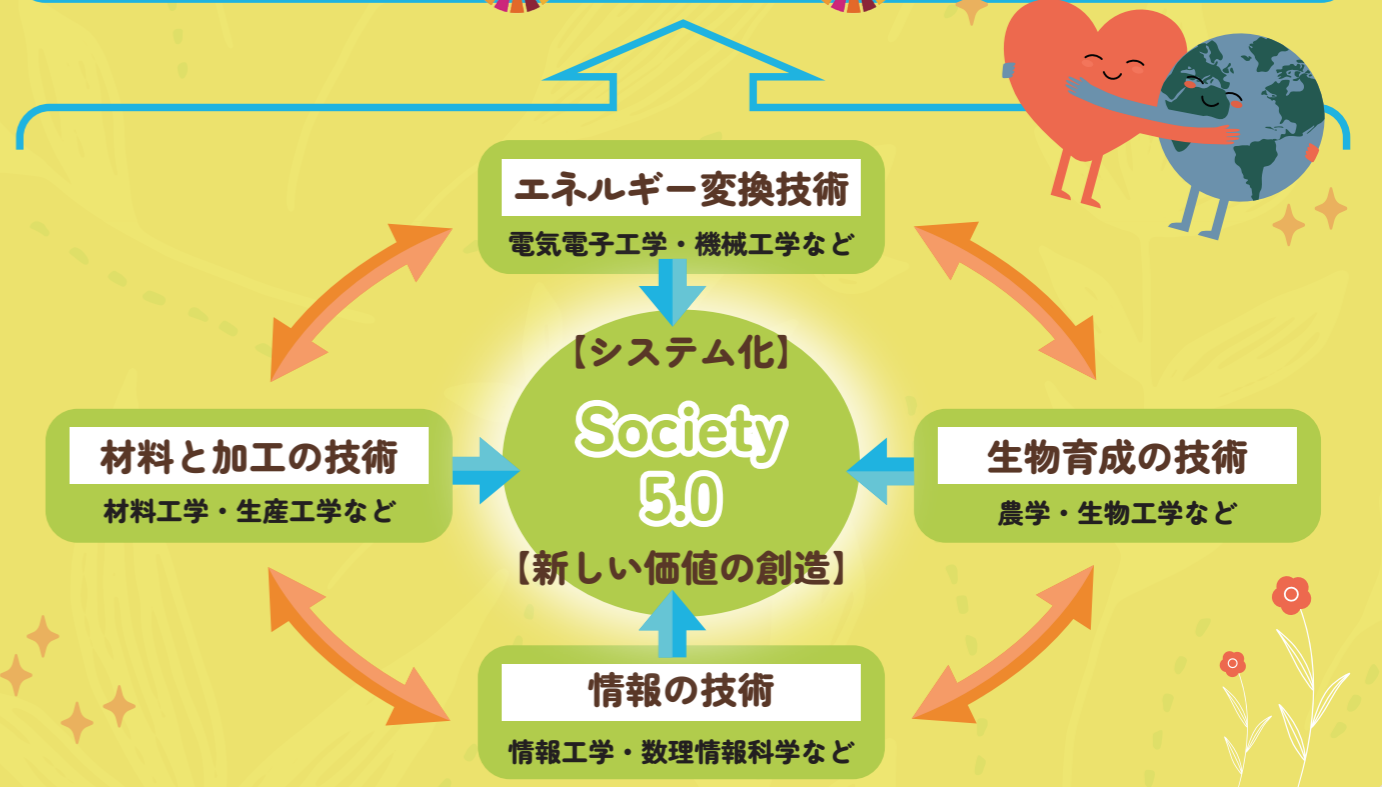 エネルギー変換技術
電気電子工学・機械工学など
【システム化】
Society
5.0
【新しい価値の創造】
材料と加工の技術
材料工学・生産工学など
生物育成の技術
農学・生物工学など
情報の技術
情報工学・数理情報科学など